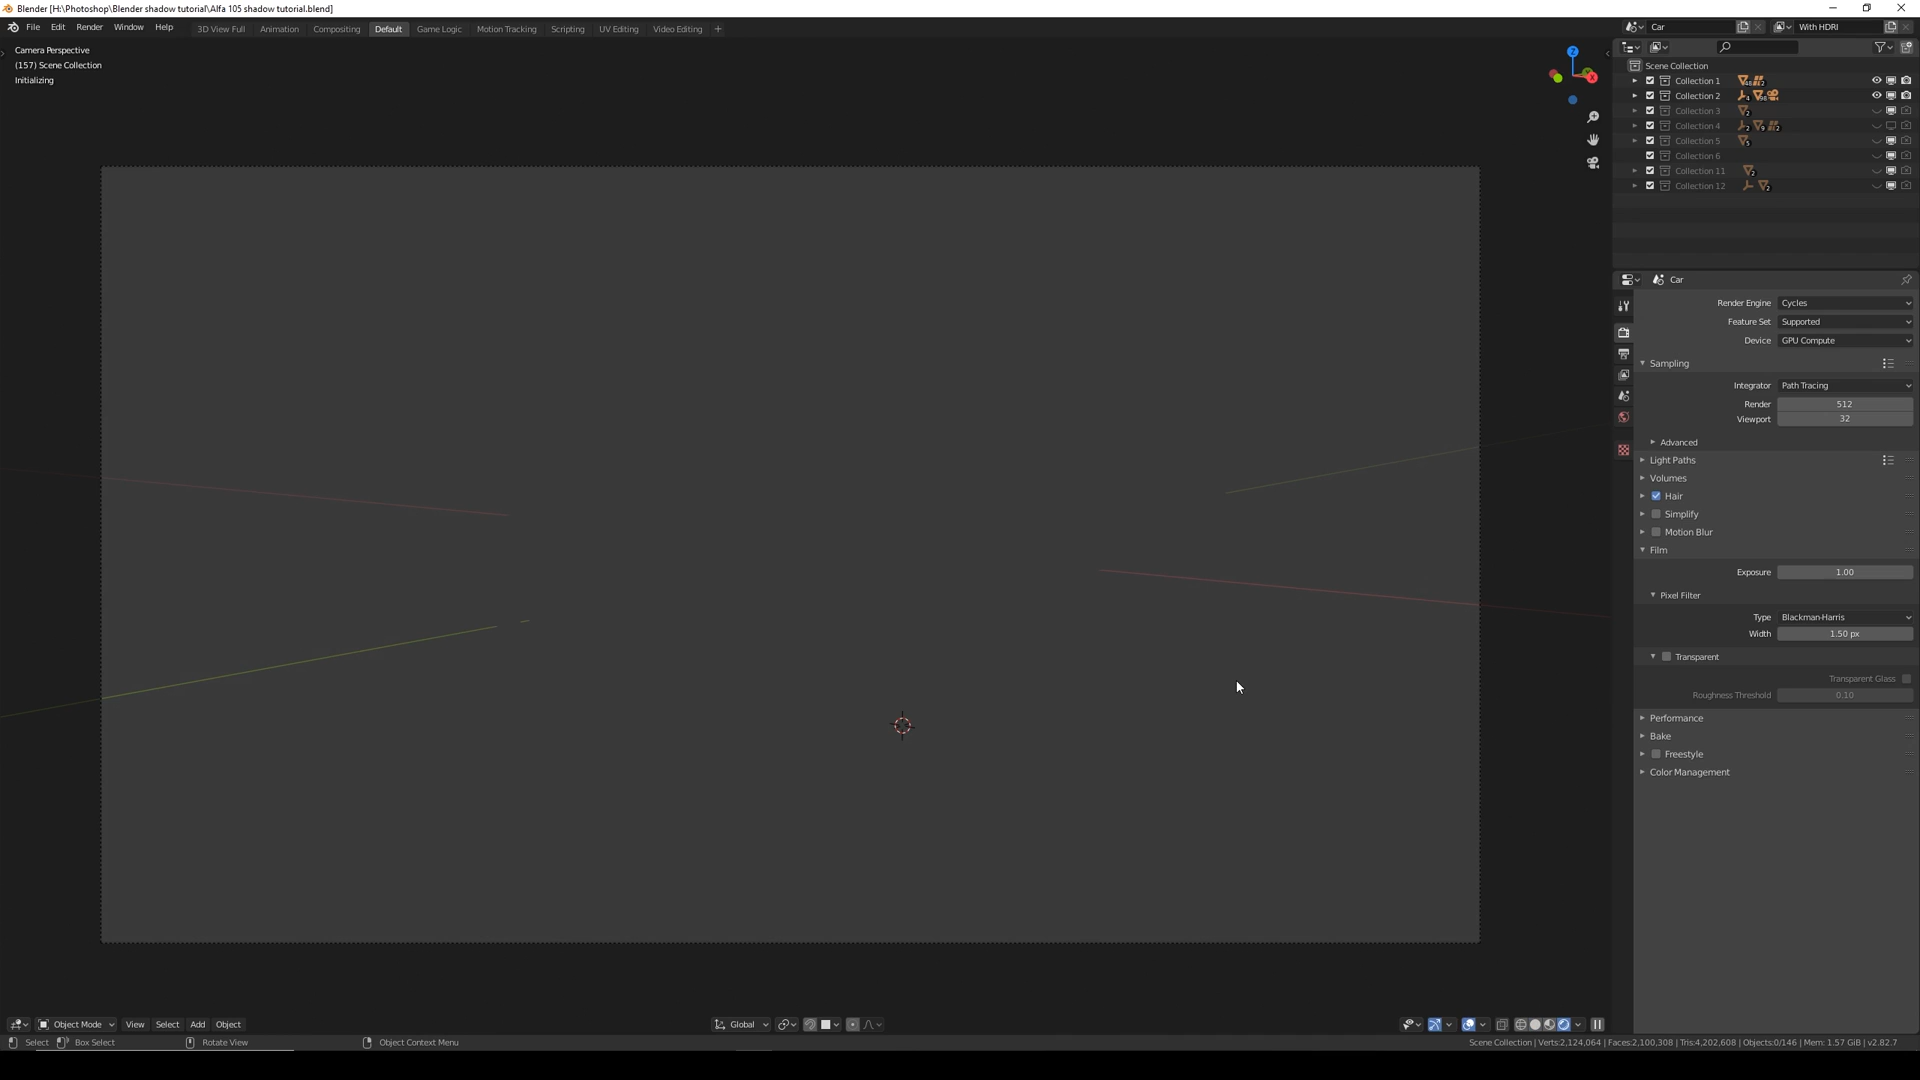 Blender [H:\Photoshop\Blender shadow tutorial\Alfa 105 shadow tutorial.blend]
File Edit Render Window Help
3D View Full Animation Compositing Default Game Logic Motion Tracking Scripting UV Editing Video Editing +
Car
With HDRI
Camera Perspective
(157) Scene Collection
Initializing
Z
X
Scene Collection
Collection 1
Collection 2
Collection 3
Collection 4
Collection 5
Collection 6
Collection 11
Collection 12
Car
Render Engine Cycles
Feature Set Supported
Device GPU Compute
Sampling
Integrator Path Tracing
Render 512
Viewport 32
Advanced
Light Paths
Volumes
Hair
Simplify
Motion Blur
Film
Exposure 1.00
Pixel Filter
Type Blackman-Harris
Width 1.50 px
Transparent
Transparent Glass
Roughness Threshold 0.10
Performance
Bake
Freestyle
Color Management
Object Mode View Select Add Object
Global
Select Box Select Rotate View Object Context Menu
Scene Collection | Verts:2,124,064 | Faces:2,100,308 | Tris:4,202,608 | Objects:0/146 | Mem: 1.57 GiB | v2.82.7